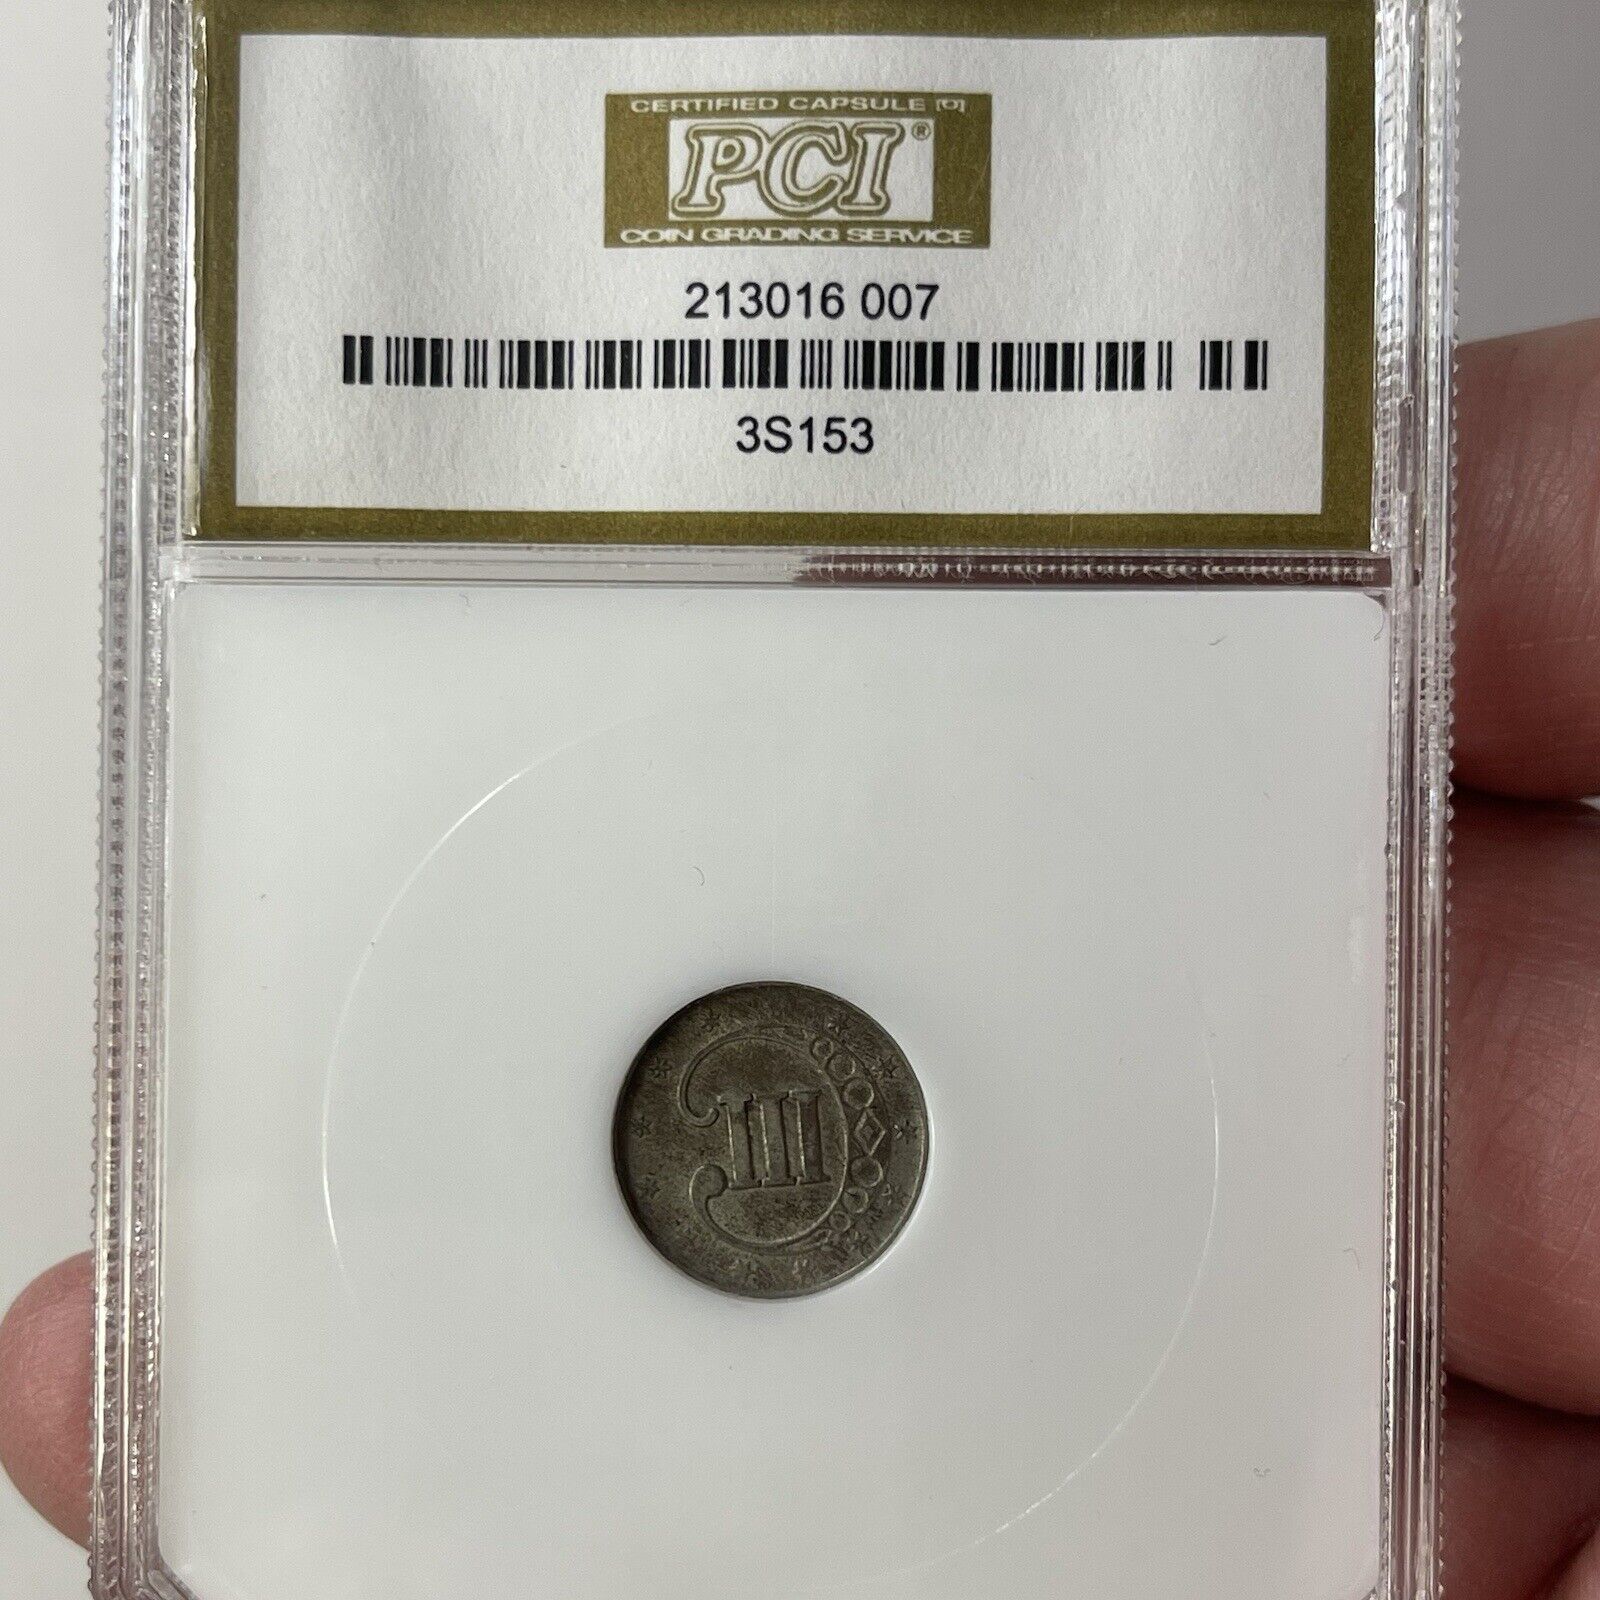 CERTIFIED CAPSULE [O]
PCI®
COIN GRADING SERVICE
213016 007
3S153
III